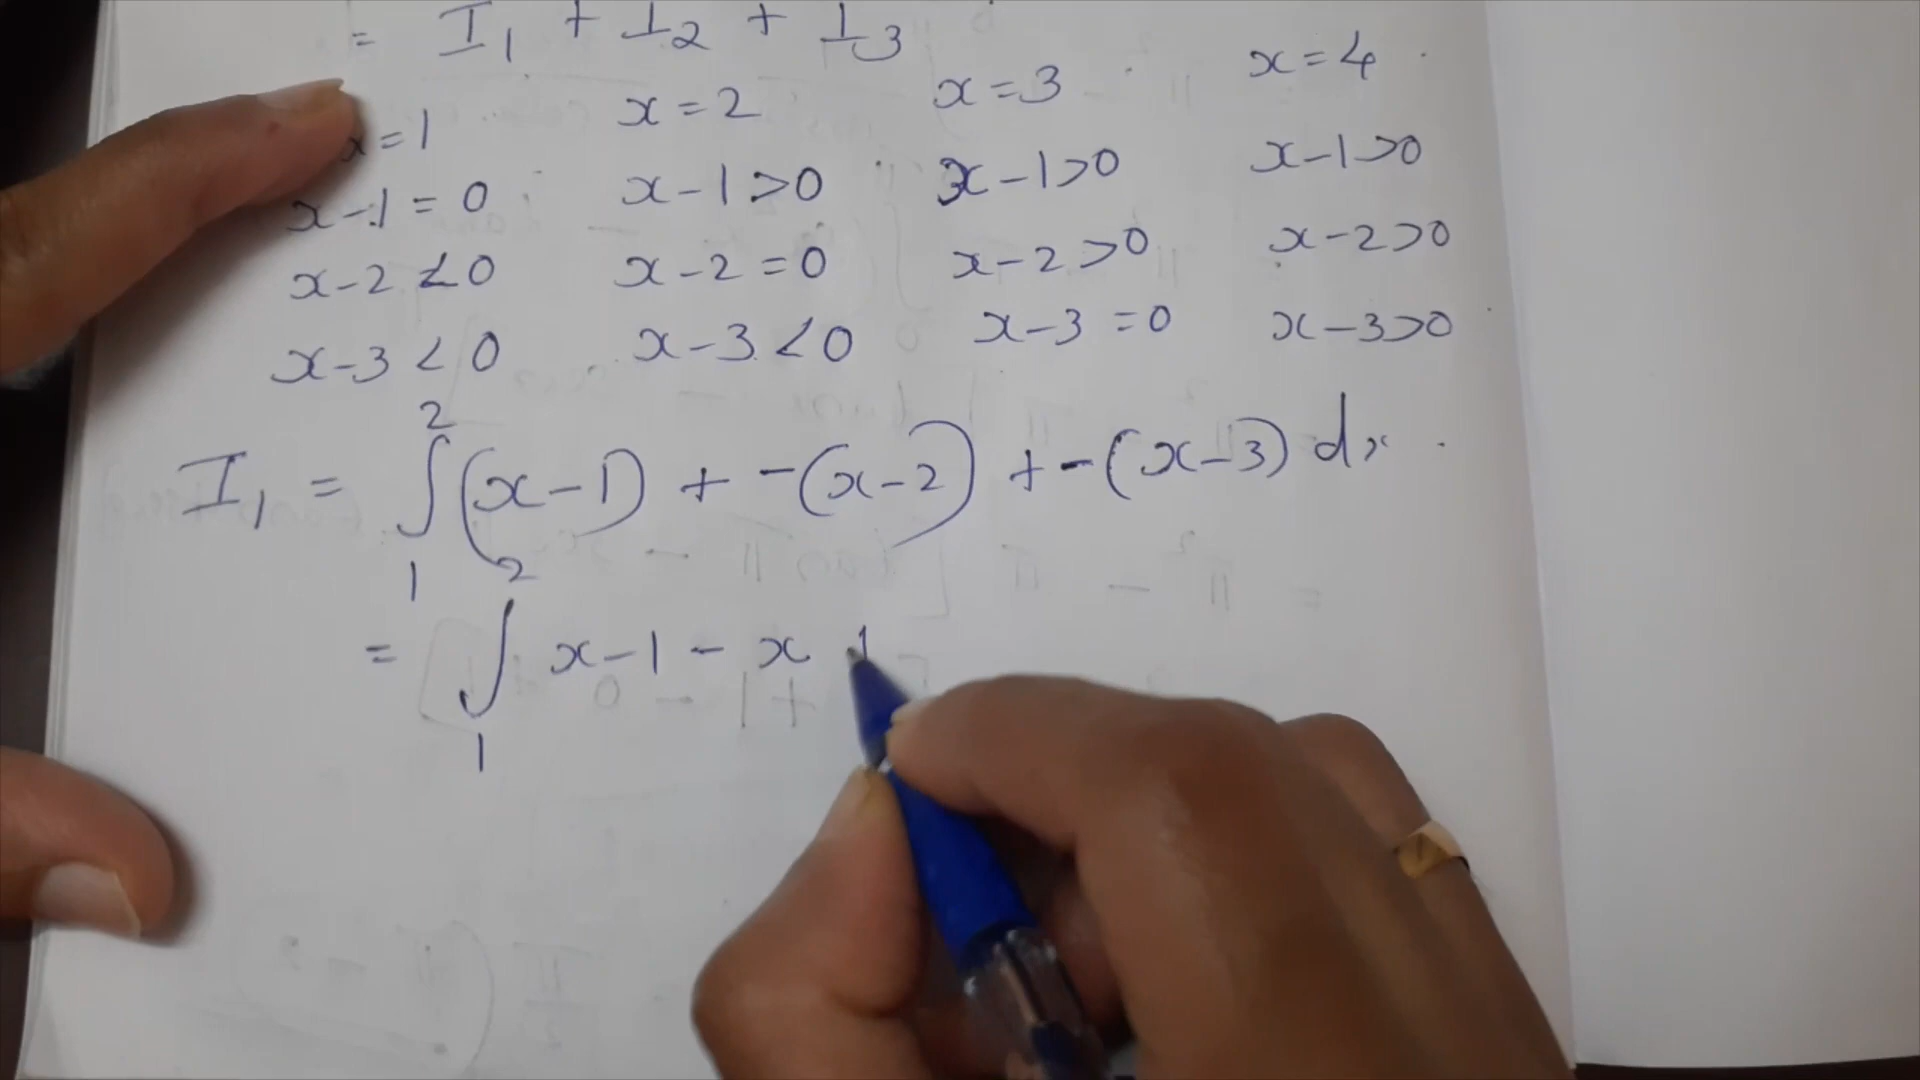 = I₁ + I₂ + I₃
x=1 x=2 x=3 x=4
x-1=0 x-1>0 x-1>0 x-1>0
x-2<0 x-2=0 x-2>0 x-2>0
x-3<0 x-3<0 x-3=0 x-3>0
I₁ = ∫₁² (x-1) + -(x-2) + -(x-3) dx
= ∫₁² x-1 - x